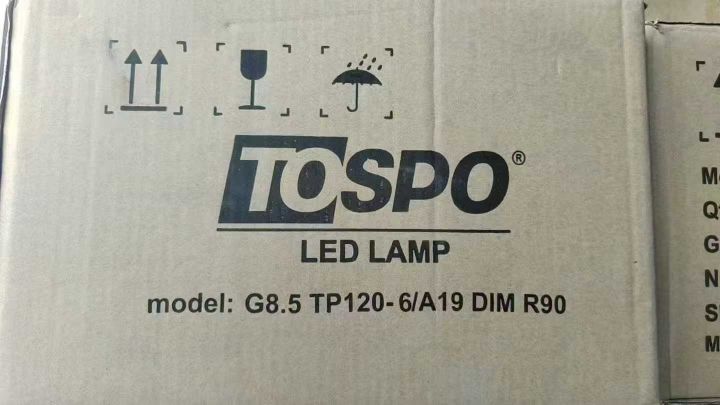 TOSPO®
LED LAMP
model: G8.5 TP120-6/A19 DIM R90